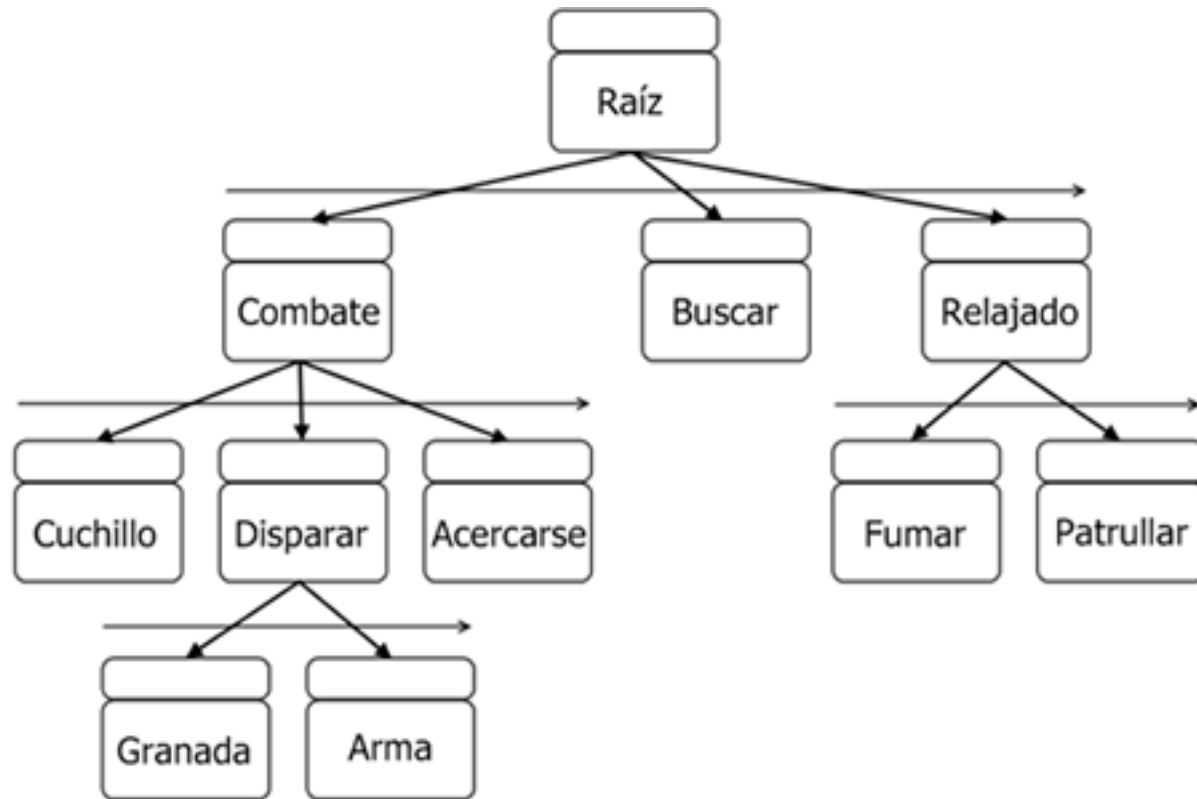 Raíz
Combate
Buscar
Relajado
Cuchillo
Disparar
Acercarse
Fumar
Patrullar
Granada
Arma